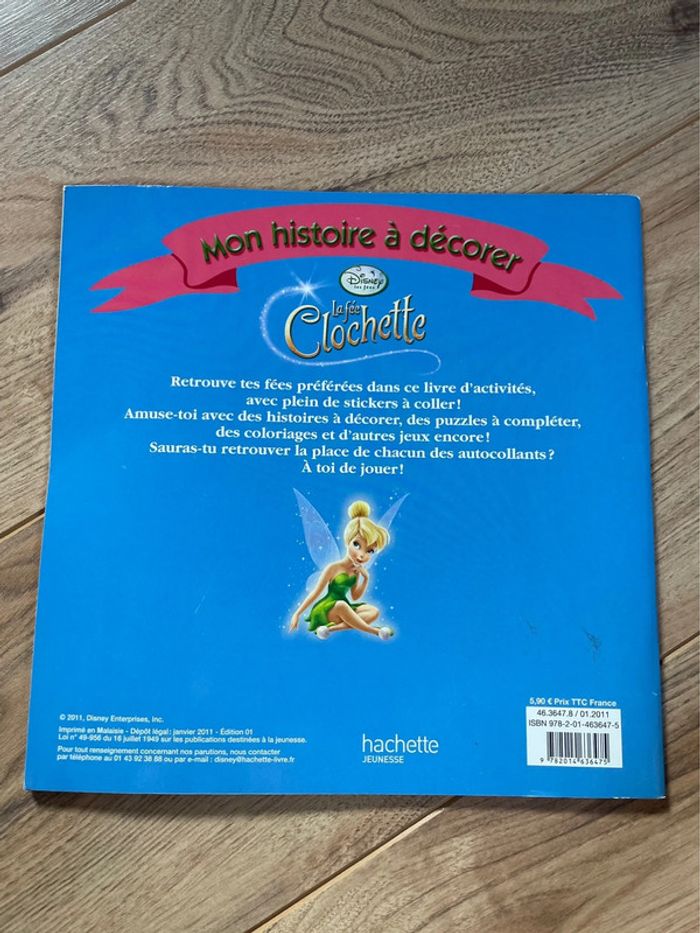 Mon histoire à décorer
Disney
les fées
La fée
Clochette
Retrouve tes fées préférées dans ce livre d'activités,
avec plein de stickers à coller !
Amuse-toi avec des histoires à décorer, des puzzles à compléter,
des coloriages et d'autres jeux encore !
Sauras-tu retrouver la place de chacun des autocollants ?
À toi de jouer !
© 2011, Disney Enterprises, Inc.
Imprimé en Malaisie - Dépôt légal : janvier 2011 - Édition 01
Loi n° 49-956 du 16 juillet 1949 sur les publications destinées à la jeunesse.
Pour tout renseignement concernant nos parutions, nous contacter
par téléphone au 01 43 92 38 88 ou par e-mail : disney@hachette-livre.fr
hachette
JEUNESSE
5,90 € Prix TTC France
46.3647.8 / 01.2011
ISBN 978-2-01-463647-5
9 782014 636475